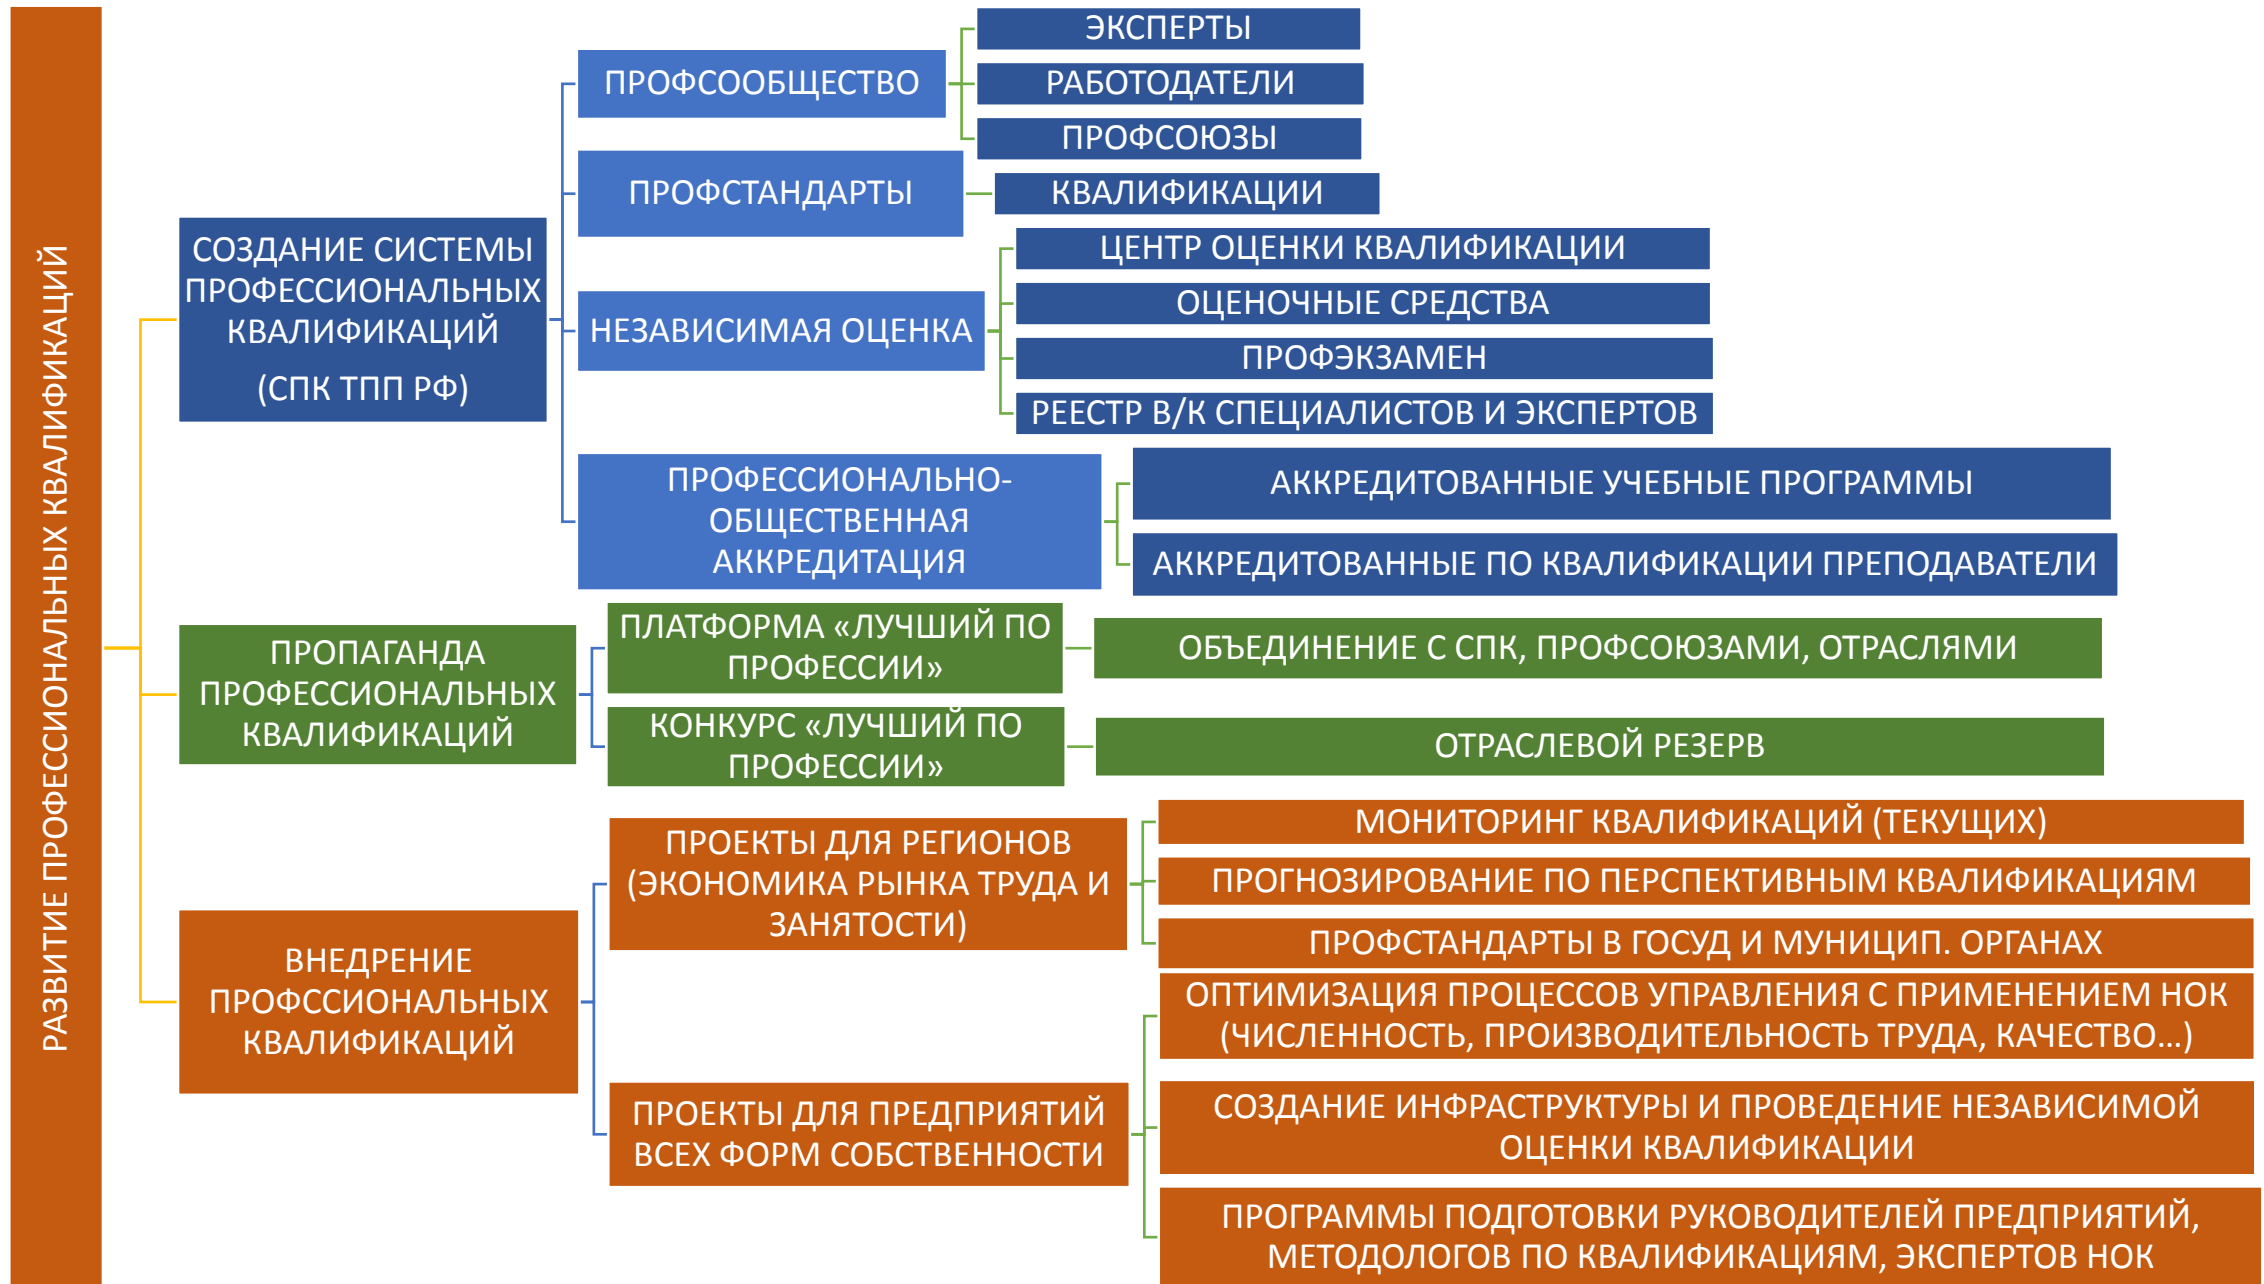 РАЗВИТИЕ ПРОФЕССИОНАЛЬНЫХ КВАЛИФИКАЦИЙ
СОЗДАНИЕ СИСТЕМЫ
ПРОФЕССИОНАЛЬНЫХ
КВАЛИФИКАЦИЙ
(СПК ТПП РФ)
ПРОФСООБЩЕСТВО
ЭКСПЕРТЫ
РАБОТОДАТЕЛИ
ПРОФСОЮЗЫ
ПРОФСТАНДАРТЫ
КВАЛИФИКАЦИИ
НЕЗАВИСИМАЯ ОЦЕНКА
ЦЕНТР ОЦЕНКИ КВАЛИФИКАЦИИ
ОЦЕНОЧНЫЕ СРЕДСТВА
ПРОФЭКЗАМЕН
РЕЕСТР В/К СПЕЦИАЛИСТОВ И ЭКСПЕРТОВ
ПРОФЕССИОНАЛЬНО-
ОБЩЕСТВЕННАЯ
АККРЕДИТАЦИЯ
АККРЕДИТОВАННЫЕ УЧЕБНЫЕ ПРОГРАММЫ
АККРЕДИТОВАННЫЕ ПО КВАЛИФИКАЦИИ ПРЕПОДАВАТЕЛИ
ПРОПАГАНДА
ПРОФЕССИОНАЛЬНЫХ
КВАЛИФИКАЦИЙ
ПЛАТФОРМА «ЛУЧШИЙ ПО
ПРОФЕССИИ»
ОБЪЕДИНЕНИЕ С СПК, ПРОФСОЮЗАМИ, ОТРАСЛЯМИ
КОНКУРС «ЛУЧШИЙ ПО
ПРОФЕССИИ»
ОТРАСЛЕВОЙ РЕЗЕРВ
ВНЕДРЕНИЕ
ПРОФССИОНАЛЬНЫХ
КВАЛИФИКАЦИЙ
ПРОЕКТЫ ДЛЯ РЕГИОНОВ
(ЭКОНОМИКА РЫНКА ТРУДА И
ЗАНЯТОСТИ)
МОНИТОРИНГ КВАЛИФИКАЦИЙ (ТЕКУЩИХ)
ПРОГНОЗИРОВАНИЕ ПО ПЕРСПЕКТИВНЫМ КВАЛИФИКАЦИЯМ
ПРОФСТАНДАРТЫ В ГОСУД И МУНИЦИП. ОРГАНАХ
ПРОЕКТЫ ДЛЯ ПРЕДПРИЯТИЙ
ВСЕХ ФОРМ СОБСТВЕННОСТИ
ОПТИМИЗАЦИЯ ПРОЦЕССОВ УПРАВЛЕНИЯ С ПРИМЕНЕНИЕМ НОК
(ЧИСЛЕННОСТЬ, ПРОИЗВОДИТЕЛЬНОСТЬ ТРУДА, КАЧЕСТВО…)
СОЗДАНИЕ ИНФРАСТРУКТУРЫ И ПРОВЕДЕНИЕ НЕЗАВИСИМОЙ
ОЦЕНКИ КВАЛИФИКАЦИИ
ПРОГРАММЫ ПОДГОТОВКИ РУКОВОДИТЕЛЕЙ ПРЕДПРИЯТИЙ,
МЕТОДОЛОГОВ ПО КВАЛИФИКАЦИЯМ, ЭКСПЕРТОВ НОК